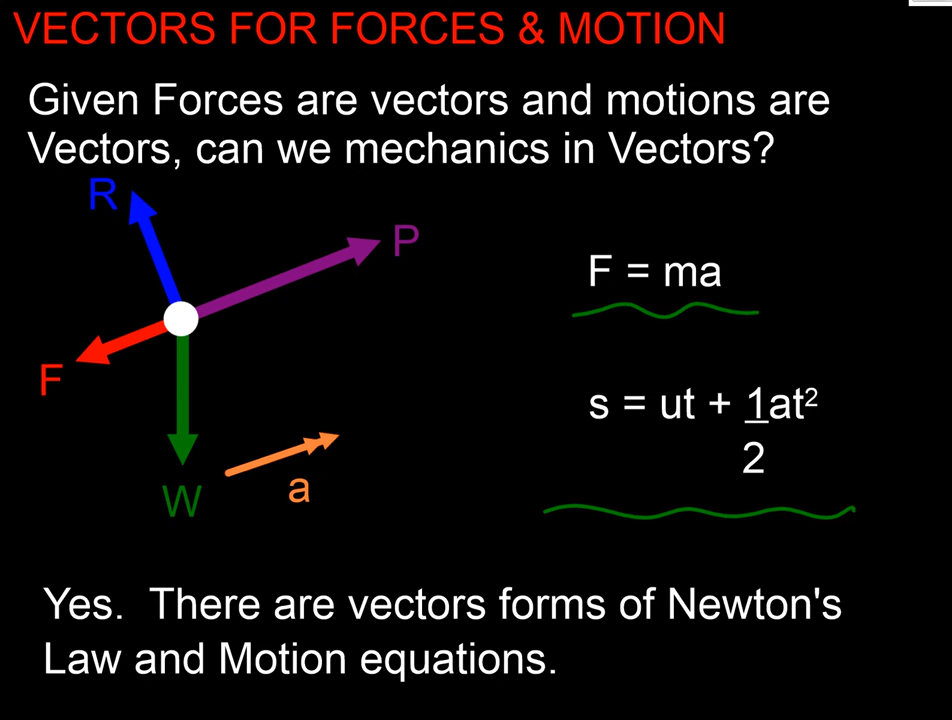 VECTORS FOR FORCES & MOTION
Given Forces are vectors and motions are
Vectors, can we mechanics in Vectors?
R
P
F = ma
F
s = ut + 1at²
2
W
a
Yes. There are vectors forms of Newton's
Law and Motion equations.